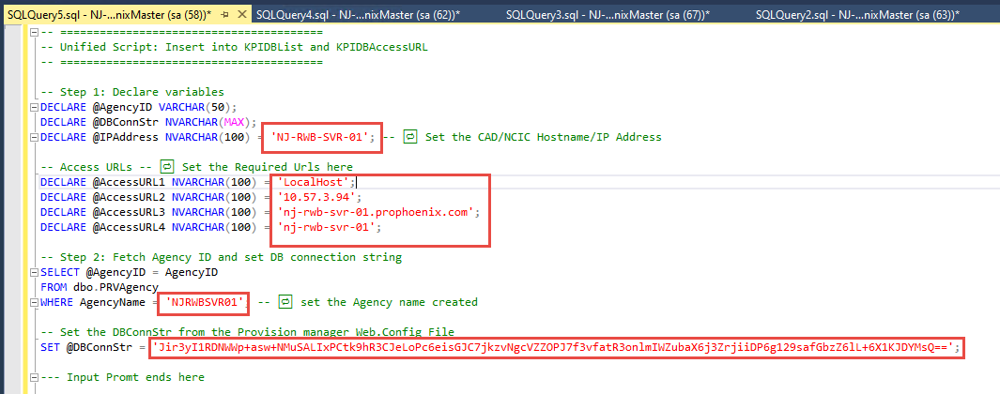 SQLQuery5.sql - NJ-...nixMaster (sa (58))* SQLQuery4.sql - NJ-...nixMaster (sa (62))* SQLQuery3.sql - NJ-...nixMaster (sa (67))* SQLQuery2.sql - NJ-...nixMaster (sa (63))*
-- ========================================
-- Unified Script: Insert into KPIDBList and KPIDBAccessURL
-- ========================================
-- Step 1: Declare variables
DECLARE @AgencyID VARCHAR(50);
DECLARE @DBConnStr NVARCHAR(MAX);
DECLARE @IPAddress NVARCHAR(100) = 'NJ-RWB-SVR-01'; -- Set the CAD/NCIC Hostname/IP Address
-- Access URLs -- Set the Required Urls here
DECLARE @AccessURL1 NVARCHAR(100) = 'LocalHost';
DECLARE @AccessURL2 NVARCHAR(100) = '10.57.3.94';
DECLARE @AccessURL3 NVARCHAR(100) = 'nj-rwb-svr-01.prophoenix.com';
DECLARE @AccessURL4 NVARCHAR(100) = 'nj-rwb-svr-01';
-- Step 2: Fetch Agency ID and set DB connection string
SELECT @AgencyID = AgencyID
FROM dbo.PRVAgency
WHERE AgencyName = 'NJRWBSVR01'; -- set the Agency name created
-- Set the DBConnStr from the Provision manager Web.Config File
SET @DBConnStr = 'Jir3yI1RDNWWp+asw+NMuSALIxPCtk9hR3CJeLoPc6eisGJC7jkzvNgcVZZOPJ7f3vfatR3onlmIWZubaX6j3ZrjiiDP6g129safGbzZ6lL+6X1KJDYMsQ==';
--- Input Promt ends here